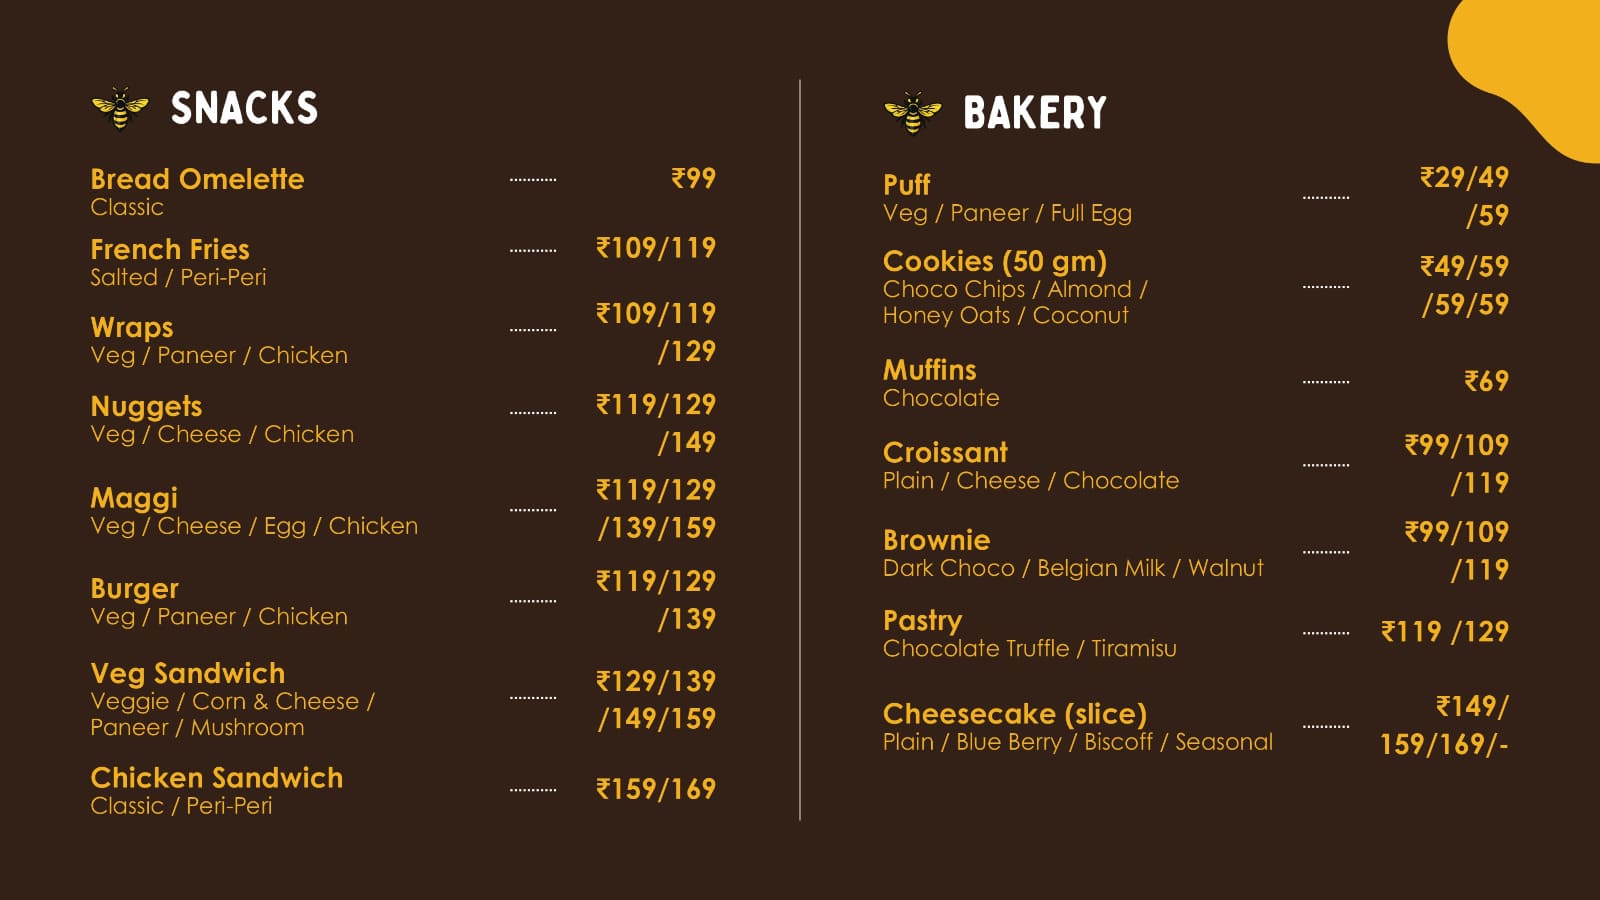 SNACKS
Bread Omelette
Classic
₹99
French Fries
Salted / Peri-Peri
₹109/119
Wraps
Veg / Paneer / Chicken
₹109/119
/129
Nuggets
Veg / Cheese / Chicken
₹119/129
/149
Maggi
Veg / Cheese / Egg / Chicken
₹119/129
/139/159
Burger
Veg / Paneer / Chicken
₹119/129
/139
Veg Sandwich
Veggie / Corn & Cheese /
Paneer / Mushroom
₹129/139
/149/159
Chicken Sandwich
Classic / Peri-Peri
₹159/169
BAKERY
Puff
Veg / Paneer / Full Egg
₹29/49
/59
Cookies (50 gm)
Choco Chips / Almond /
Honey Oats / Coconut
₹49/59
/59/59
Muffins
Chocolate
₹69
Croissant
Plain / Cheese / Chocolate
₹99/109
/119
Brownie
Dark Choco / Belgian Milk / Walnut
₹99/109
/119
Pastry
Chocolate Truffle / Tiramisu
₹119 /129
Cheesecake (slice)
Plain / Blue Berry / Biscoff / Seasonal
₹149/
159/169/-